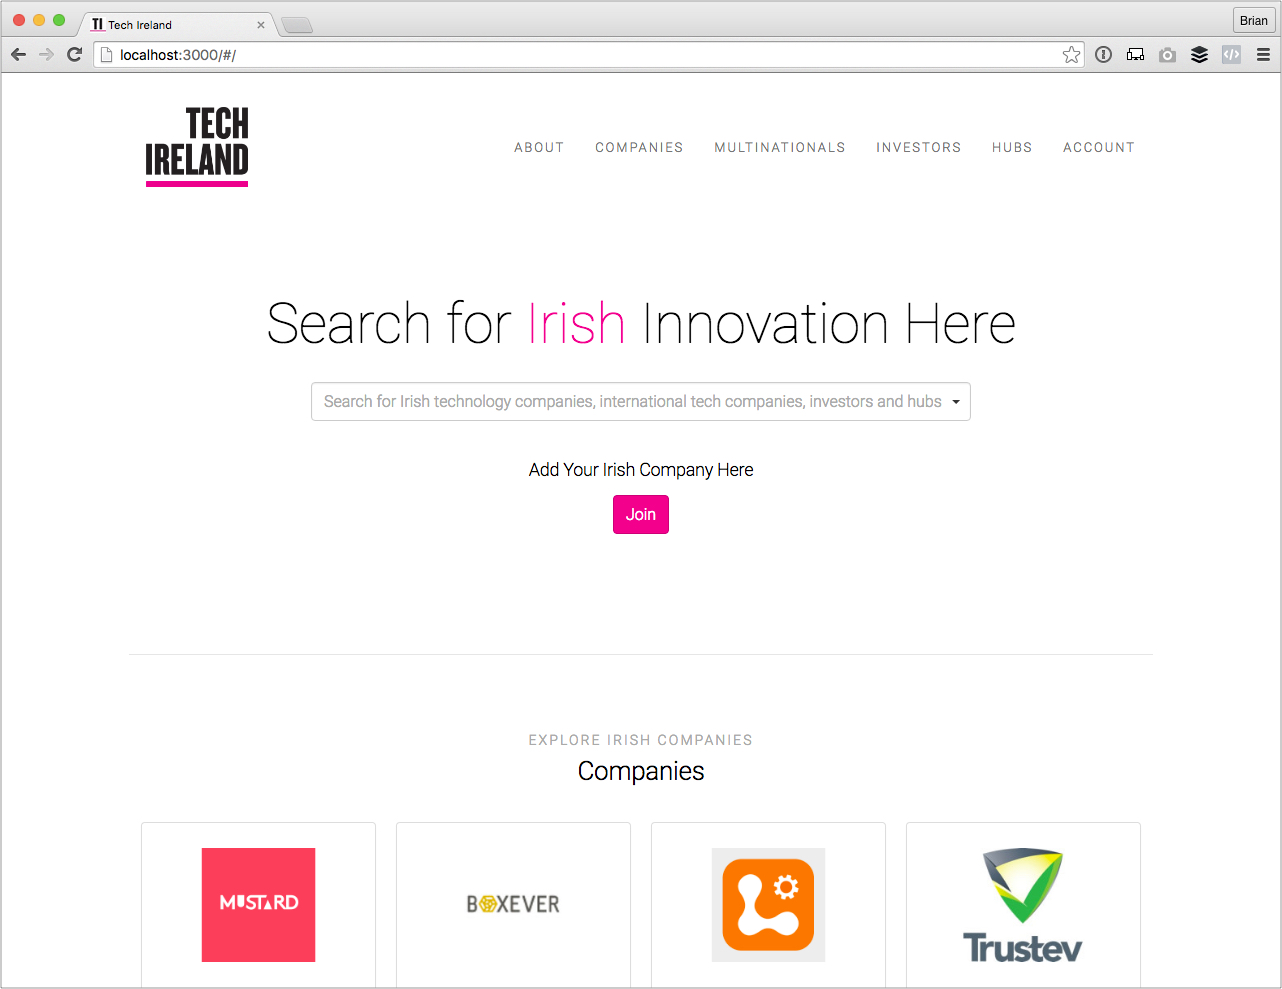 TI Tech Ireland
Brian
localhost:3000/#/
TECH
IRELAND
ABOUT COMPANIES MULTINATIONALS INVESTORS HUBS ACCOUNT
Search for Irish Innovation Here
Search for Irish technology companies, international tech companies, investors and hubs
Add Your Irish Company Here
Join
EXPLORE IRISH COMPANIES
Companies
MUSTARD
BOXEVER
Trustev